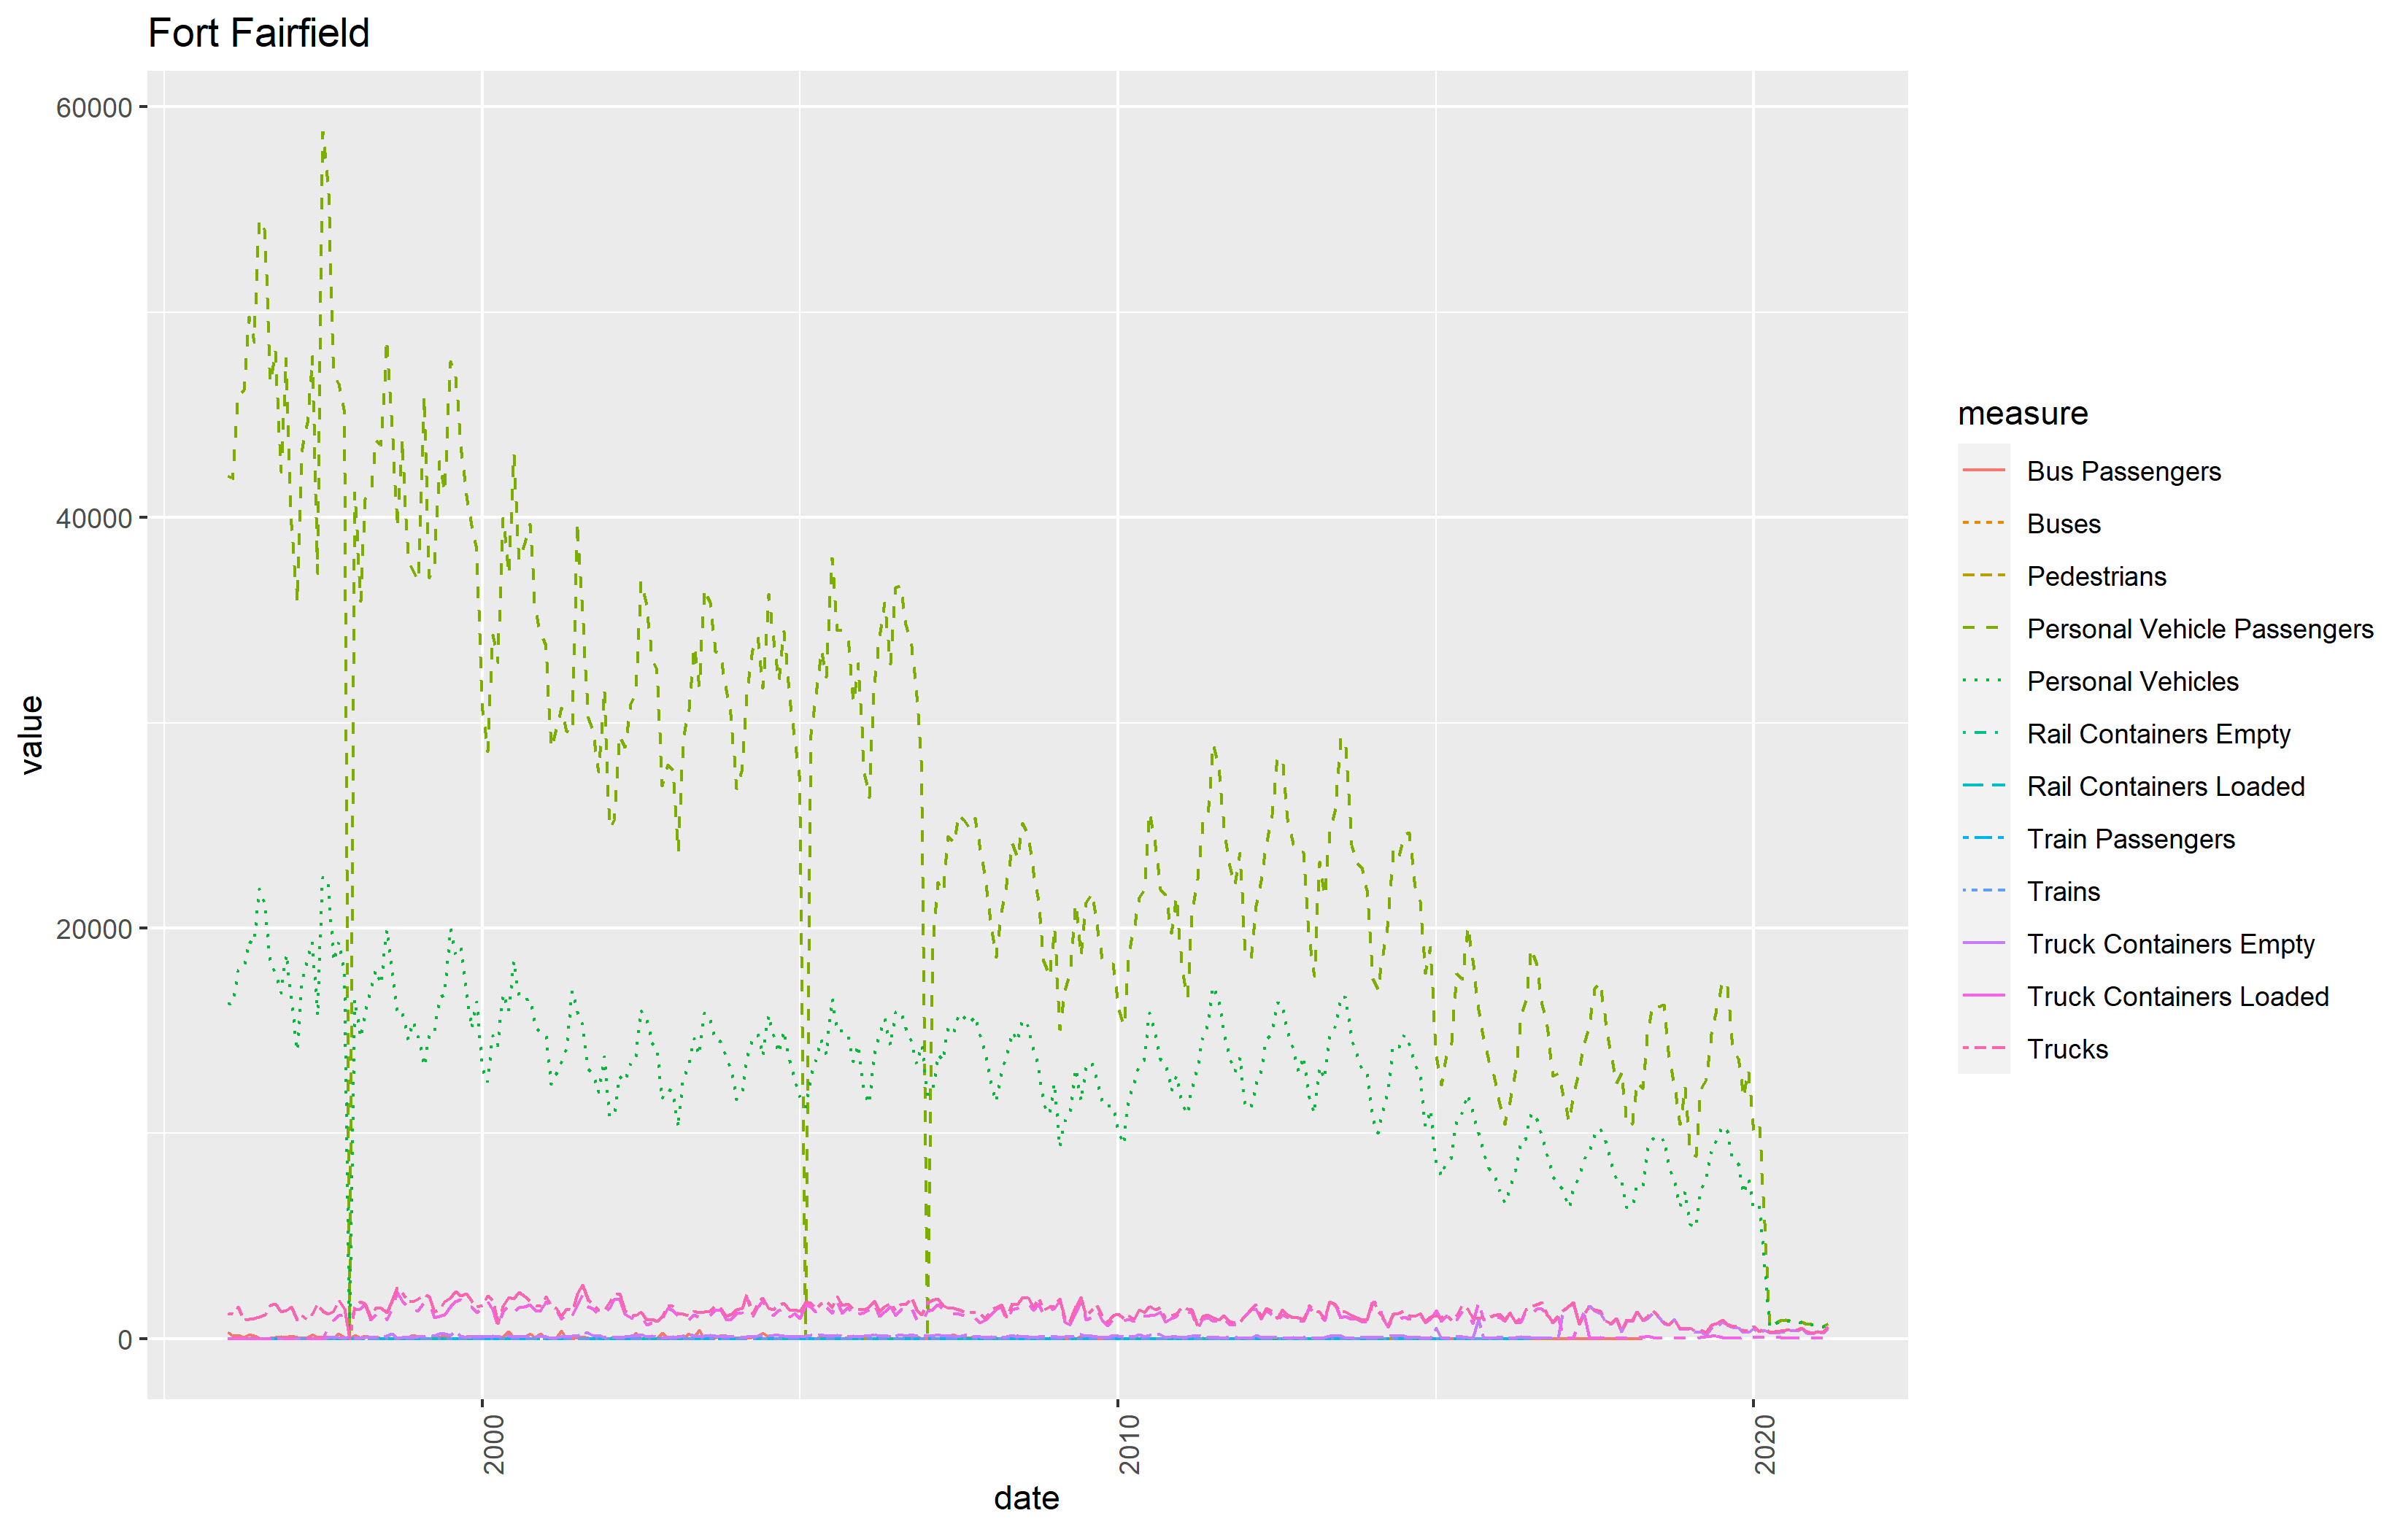 Fort Fairfield
60000
40000
20000
0
value
2000
2010
2020
date
measure
Bus Passengers
Buses
Pedestrians
Personal Vehicle Passengers
Personal Vehicles
Rail Containers Empty
Rail Containers Loaded
Train Passengers
Trains
Truck Containers Empty
Truck Containers Loaded
Trucks